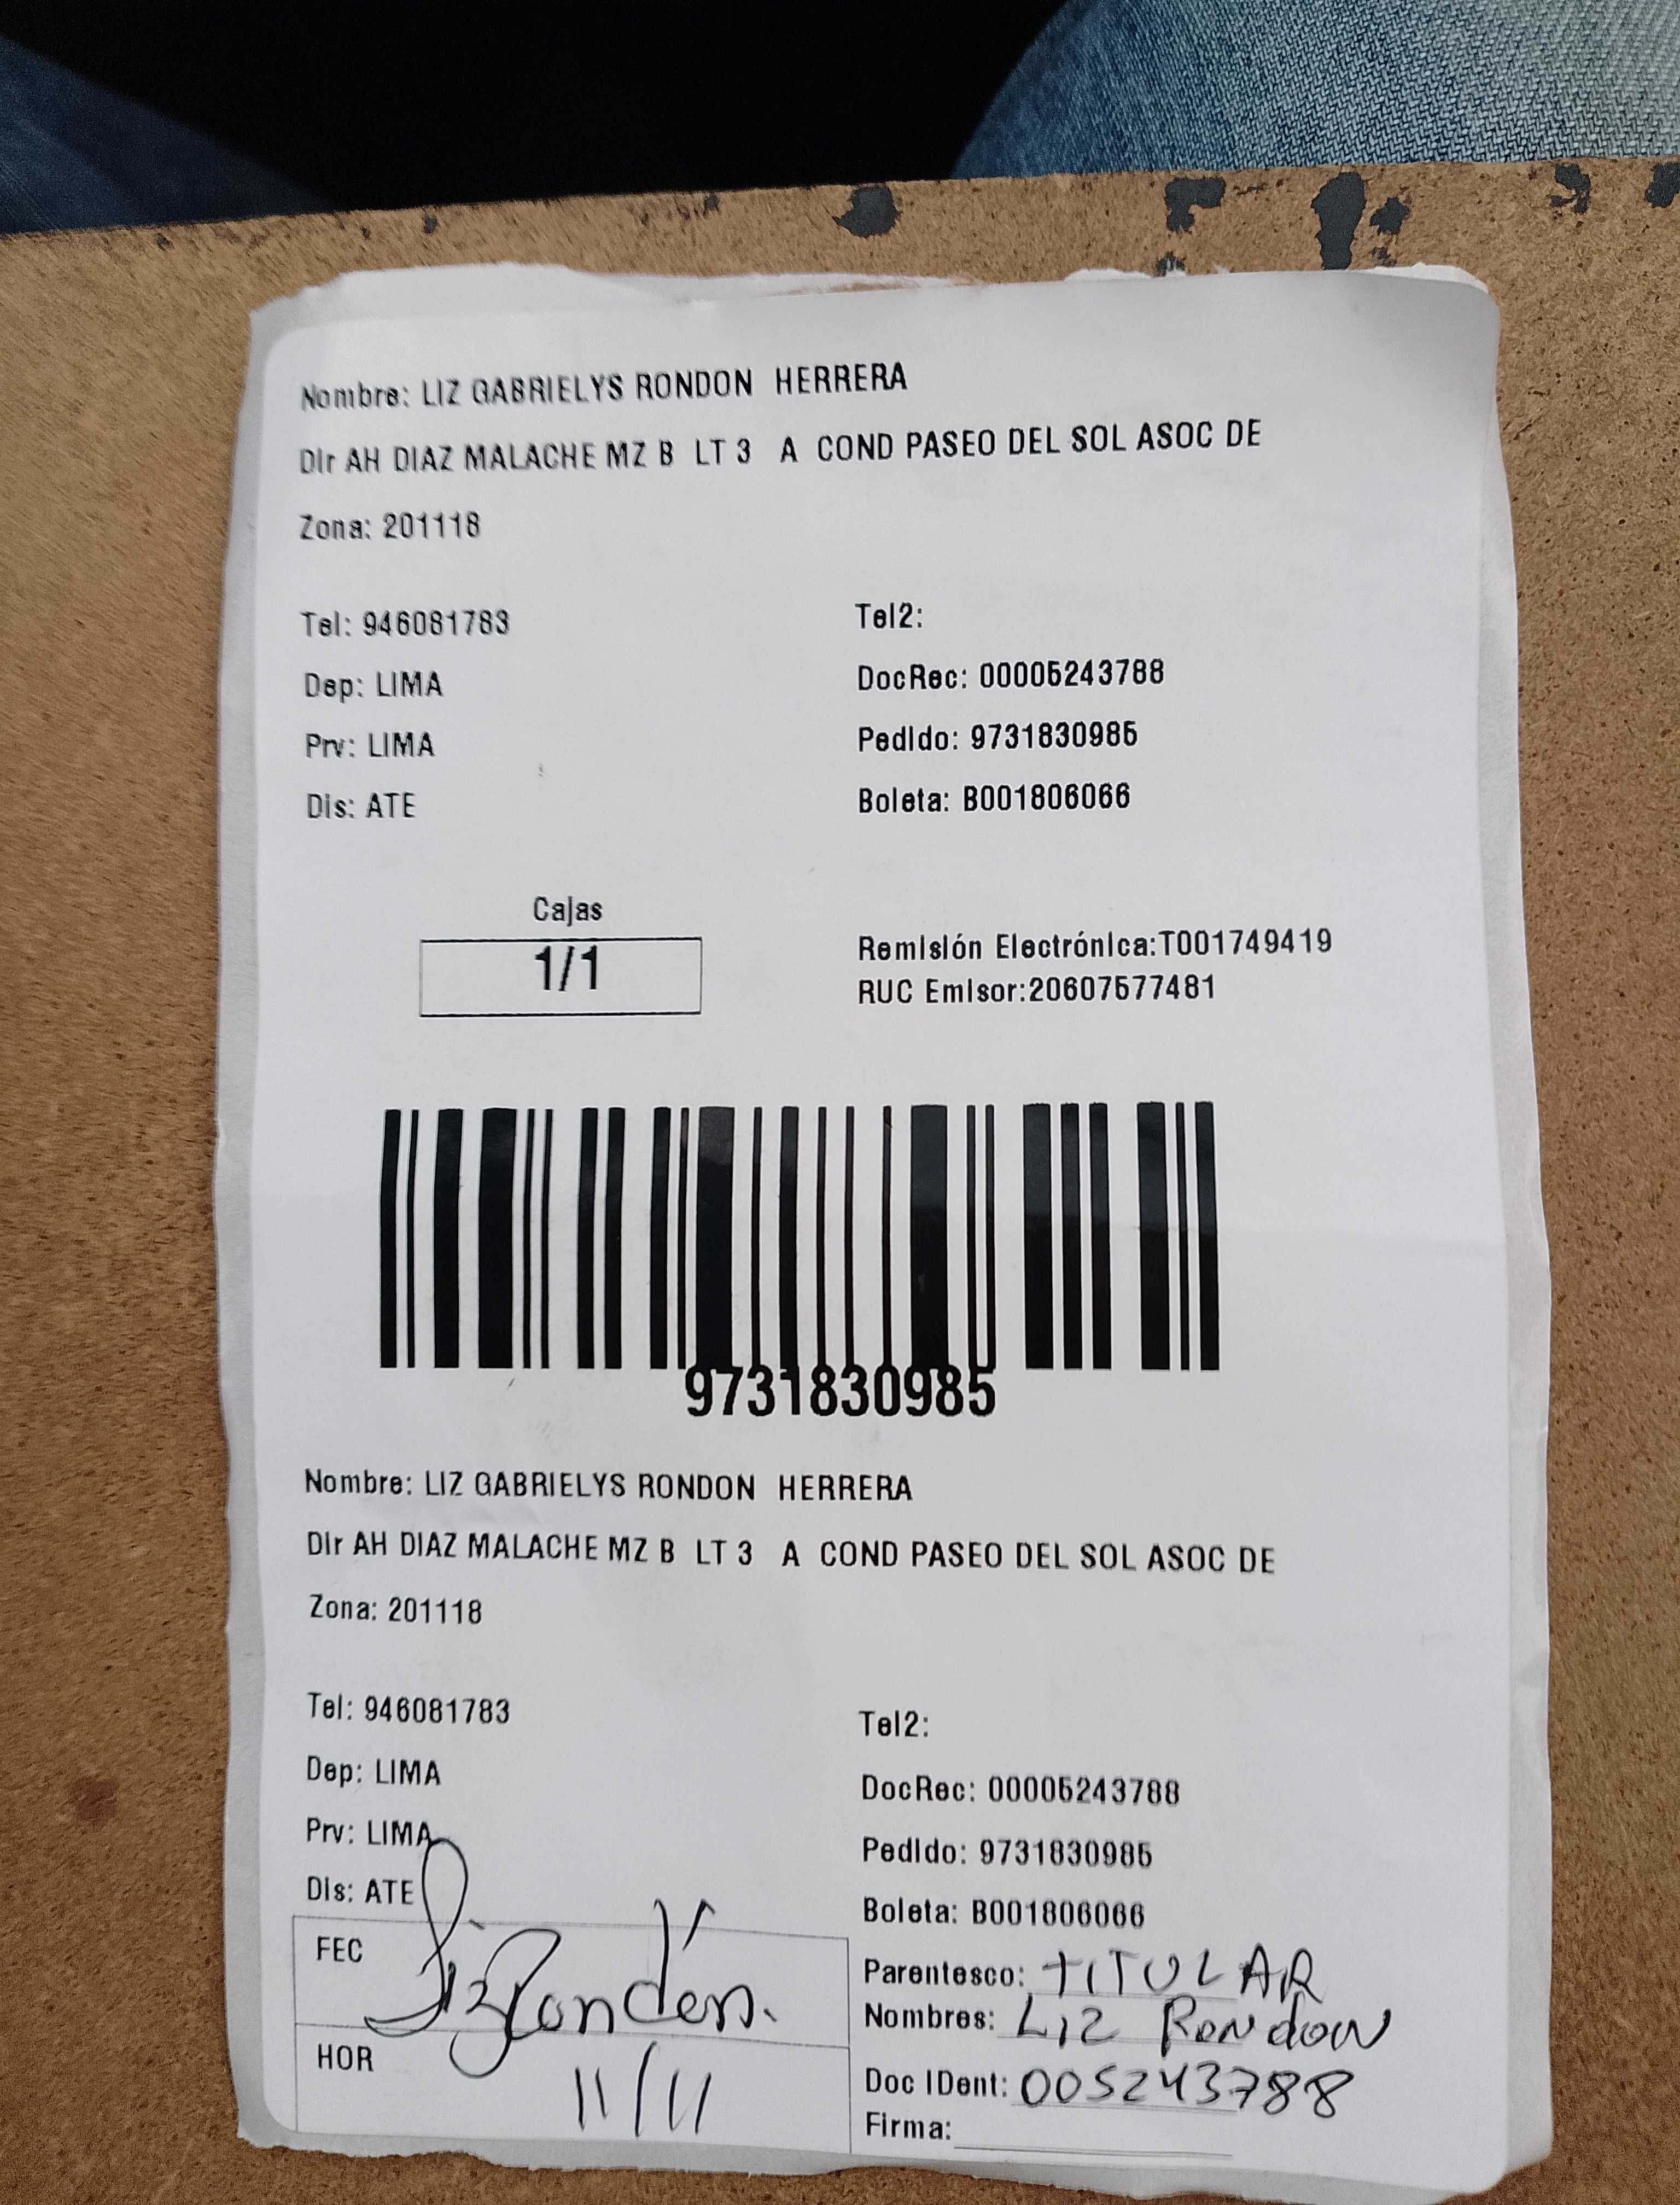 Nombre: LIZ GABRIELYS RONDON HERRERA
Dir AH DIAZ MALACHE MZ B LT 3 A COND PASEO DEL SOL ASOC DE
Zona: 201118
Tel: 946081783 Tel2:
Dep: LIMA DocRec: 00005243788
Prv: LIMA Pedido: 9731830985
Dis: ATE Boleta: B001806066
Cajas
1/1
Remisión Electrónica:T001749419
RUC Emisor:20607577481
9731830985
Nombre: LIZ GABRIELYS RONDON HERRERA
Dir AH DIAZ MALACHE MZ B LT 3 A COND PASEO DEL SOL ASOC DE
Zona: 201118
Tel: 946081783 Tel2:
Dep: LIMA DocRec: 00005243788
Prv: LIMA Pedido: 9731830985
Dis: ATE Boleta: B001806066
FEC Liz Rondón.
HOR 11/11
Parentesco: TITULAR
Nombres: Liz Rondon
Doc IDent: 005243788
Firma: